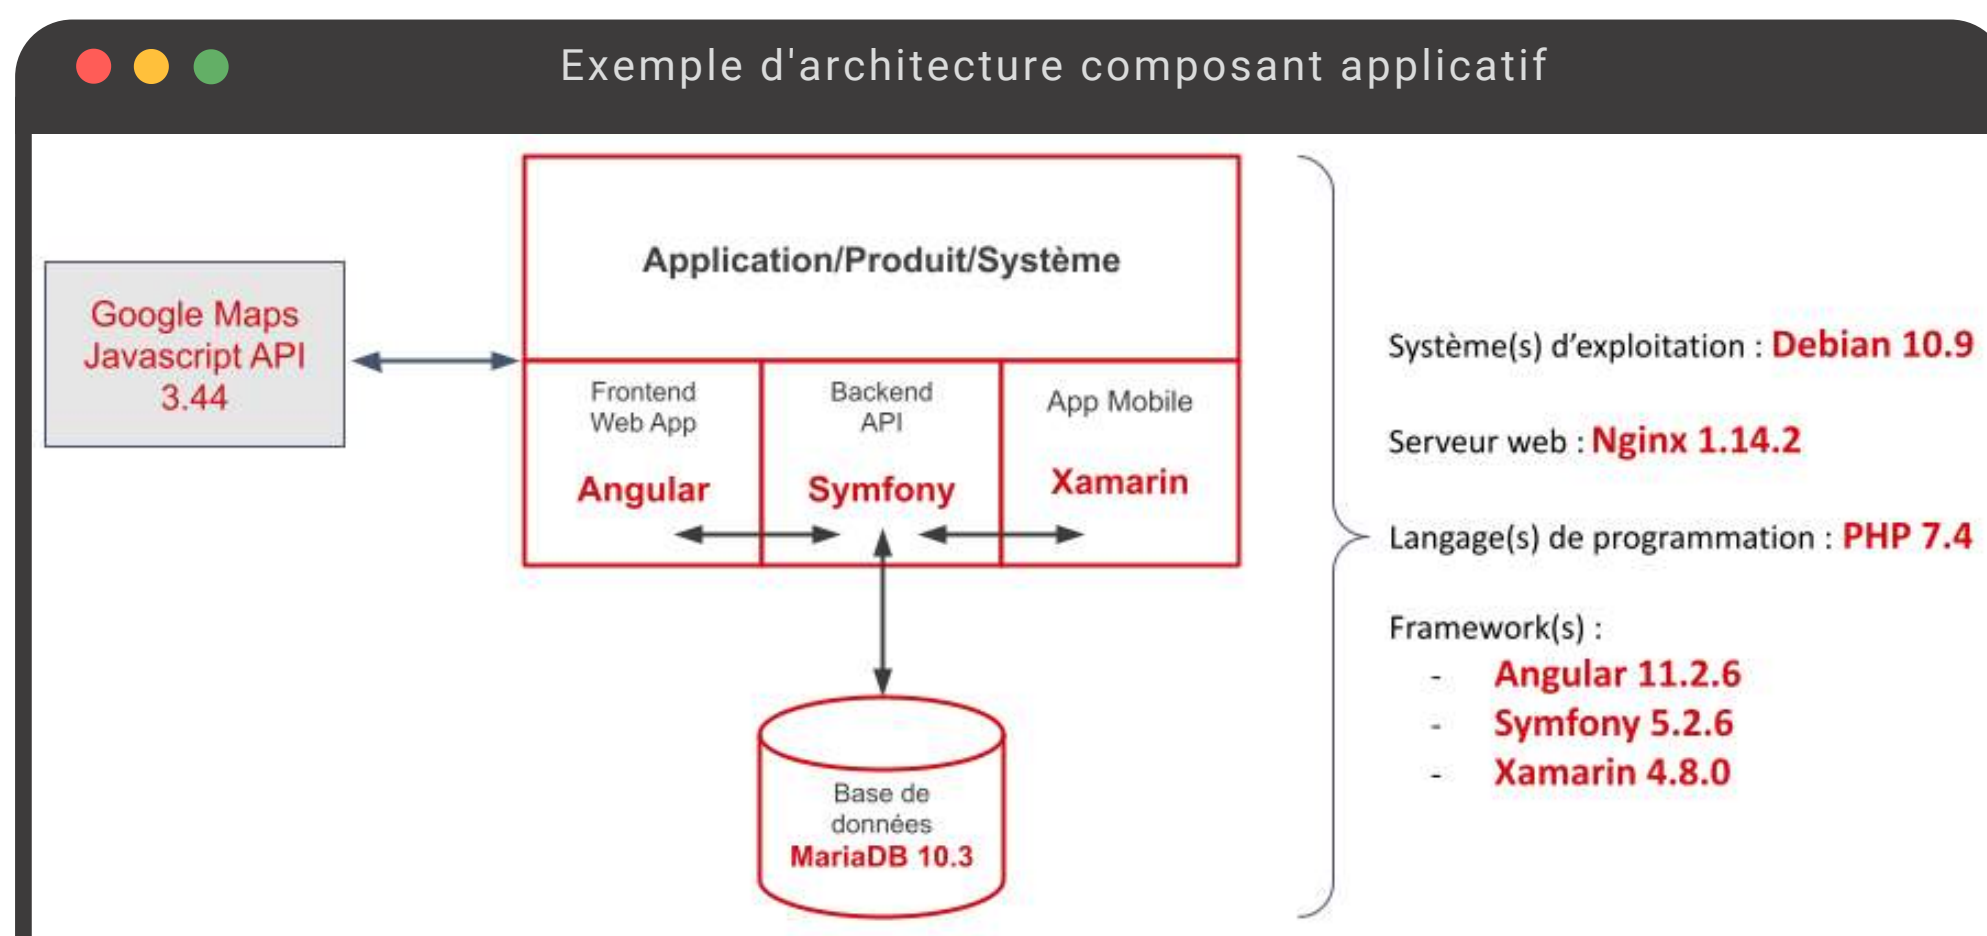 Exemple d'architecture composant applicatif
Application/Produit/Système
Google Maps
Javascript API
3.44
Frontend
Web App
Angular
Backend
API
Symfony
App Mobile
Xamarin
Base de
données
MariaDB 10.3
Système(s) d’exploitation : Debian 10.9
Serveur web : Nginx 1.14.2
Langage(s) de programmation : PHP 7.4
Framework(s) :
- Angular 11.2.6
- Symfony 5.2.6
- Xamarin 4.8.0